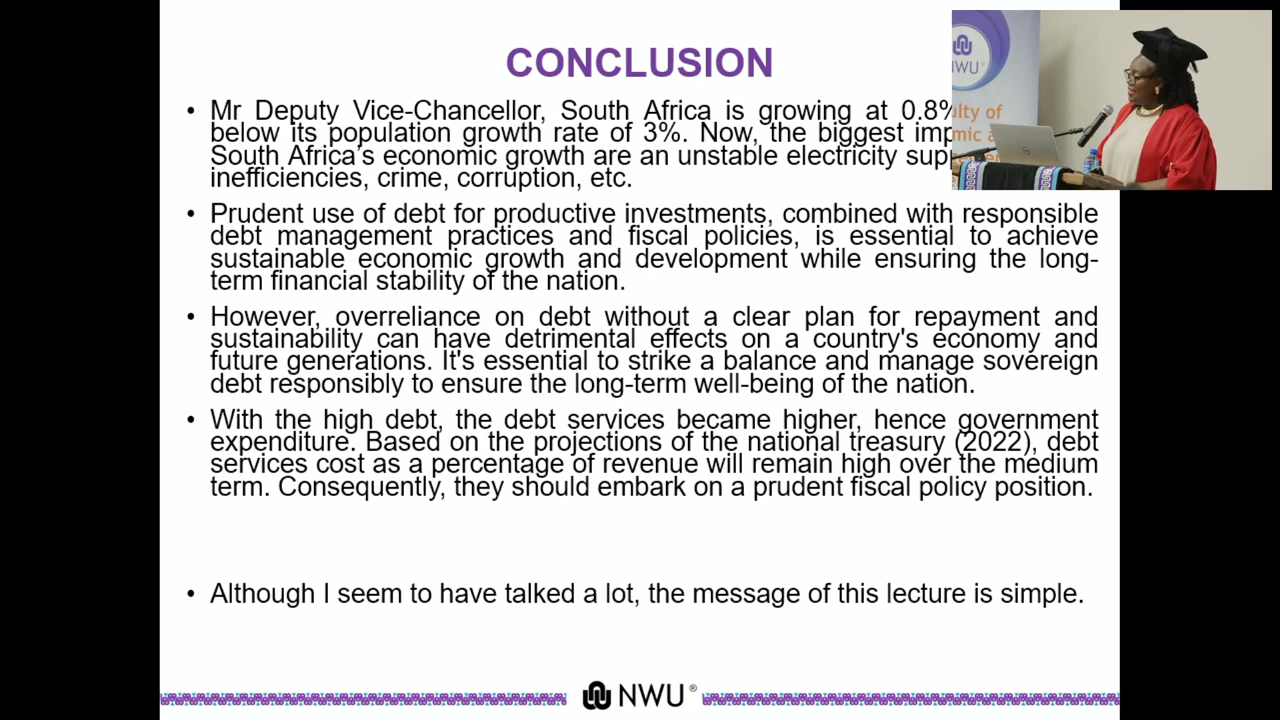 CONCLUSION
• Mr Deputy Vice-Chancellor, South Africa is growing at 0.8%
below its population growth rate of 3%. Now, the biggest
South Africa's economic growth are an unstable electricity
inefficiencies, crime, corruption, etc.
• Prudent use of debt for productive investments, combined with responsible
debt management practices and fiscal policies, is essential to achieve
sustainable economic growth and development while ensuring the long-
term financial stability of the nation.
• However, overreliance on debt without a clear plan for repayment and
sustainability can have detrimental effects on a country's economy and
future generations. It's essential to strike a balance and manage sovereign
debt responsibly to ensure the long-term well-being of the nation.
• With the high debt, the debt services became higher, hence government
expenditure. Based on the projections of the national treasury (2022), debt
services cost as a percentage of revenue will remain high over the medium
term. Consequently, they should embark on a prudent fiscal policy position.
• Although I seem to have talked a lot, the message of this lecture is simple.
NWU®